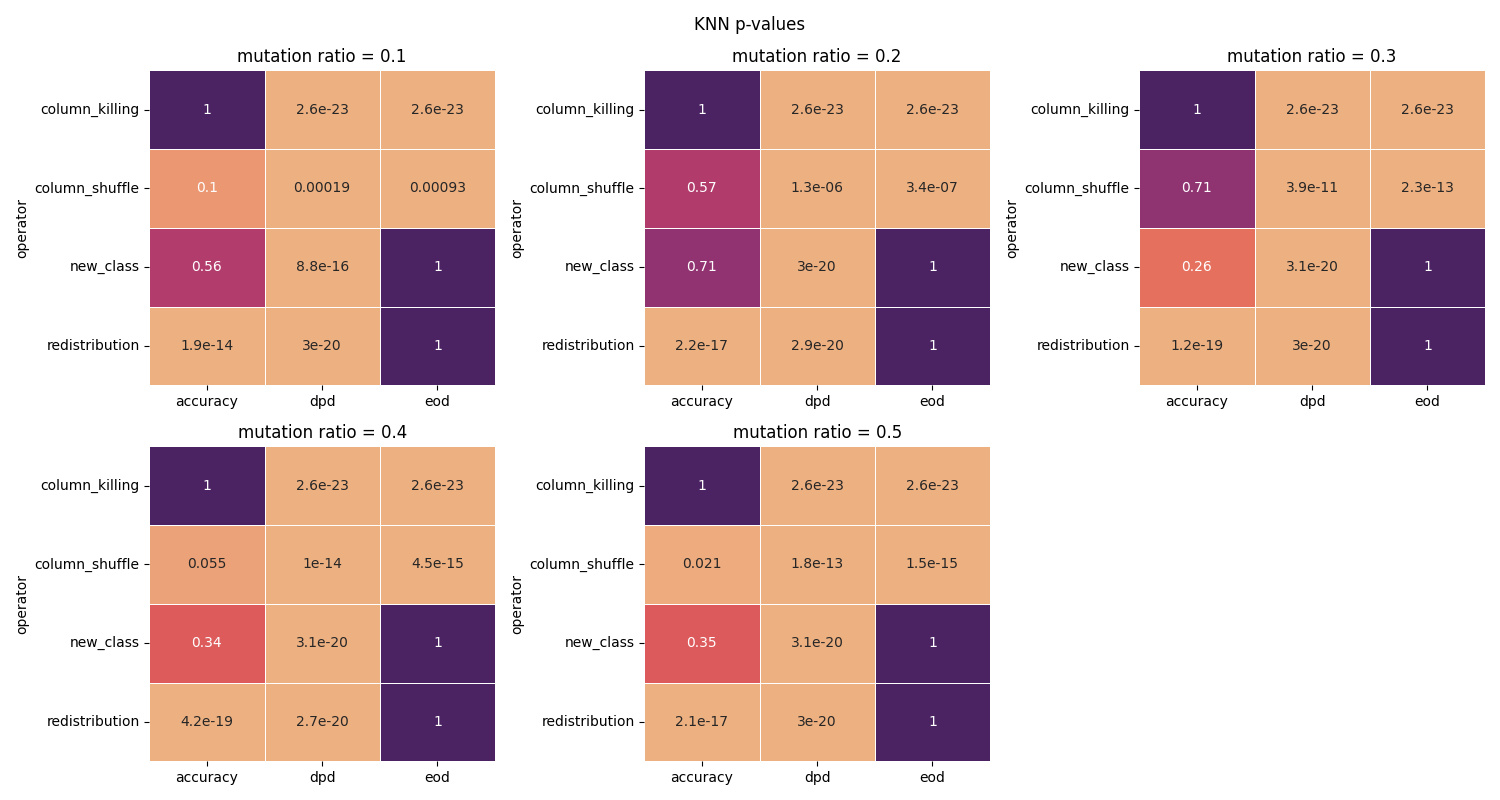 KNN p-values
mutation ratio = 0.1
column_killing 1 2.6e-23 2.6e-23
column_shuffle 0.1 0.00019 0.00093
new_class 0.56 8.8e-16 1
redistribution 1.9e-14 3e-20 1
operator
accuracy dpd eod
mutation ratio = 0.2
column_killing 1 2.6e-23 2.6e-23
column_shuffle 0.57 1.3e-06 3.4e-07
new_class 0.71 3e-20 1
redistribution 2.2e-17 2.9e-20 1
operator
accuracy dpd eod
mutation ratio = 0.3
column_killing 1 2.6e-23 2.6e-23
column_shuffle 0.71 3.9e-11 2.3e-13
new_class 0.26 3.1e-20 1
redistribution 1.2e-19 3e-20 1
operator
accuracy dpd eod
mutation ratio = 0.4
column_killing 1 2.6e-23 2.6e-23
column_shuffle 0.055 1e-14 4.5e-15
new_class 0.34 3.1e-20 1
redistribution 4.2e-19 2.7e-20 1
operator
accuracy dpd eod
mutation ratio = 0.5
column_killing 1 2.6e-23 2.6e-23
column_shuffle 0.021 1.8e-13 1.5e-15
new_class 0.35 3.1e-20 1
redistribution 2.1e-17 3e-20 1
operator
accuracy dpd eod